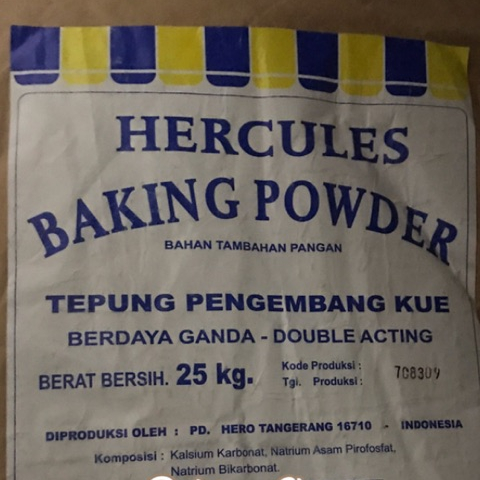 HERCULES
BAKING POWDER
BAHAN TAMBAHAN PANGAN
TEPUNG PENGEMBANG KUE
BERDAYA GANDA - DOUBLE ACTING
BERAT BERSIH. 25 kg.
Kode Produksi : 708309
Tgl. Produksi :
DIPRODUKSI OLEH : PD. HERO TANGERANG 16710 - INDONESIA
Komposisi : Kalsium Karbonat, Natrium Asam Pirofosfat,
Natrium Bikarbonat.